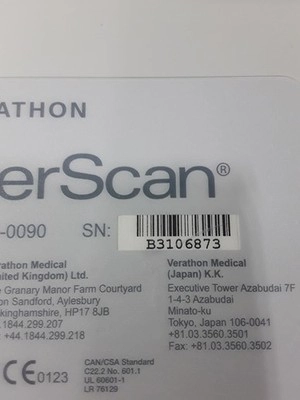 ATHON
erScan®
-0090 SN: B3106873
rathon Medical
nited Kingdom) Ltd.
e Granary Manor Farm Courtyard
on Sandford, Aylesbury
ckinghamshire, HP17 8JB
.1844.299.207
: +44.1844.299.218
Verathon Medical
(Japan) K.K.
Executive Tower Azabudai 7F
1-4-3 Azabudai
Minato-ku
Tokyo, Japan 106-0041
+81.03.3560.3501
Fax: +81.03.3560.3502
CE0123
CAN/CSA Standard
C22.2 No. 601.1
UL 60601-1
LR 76129